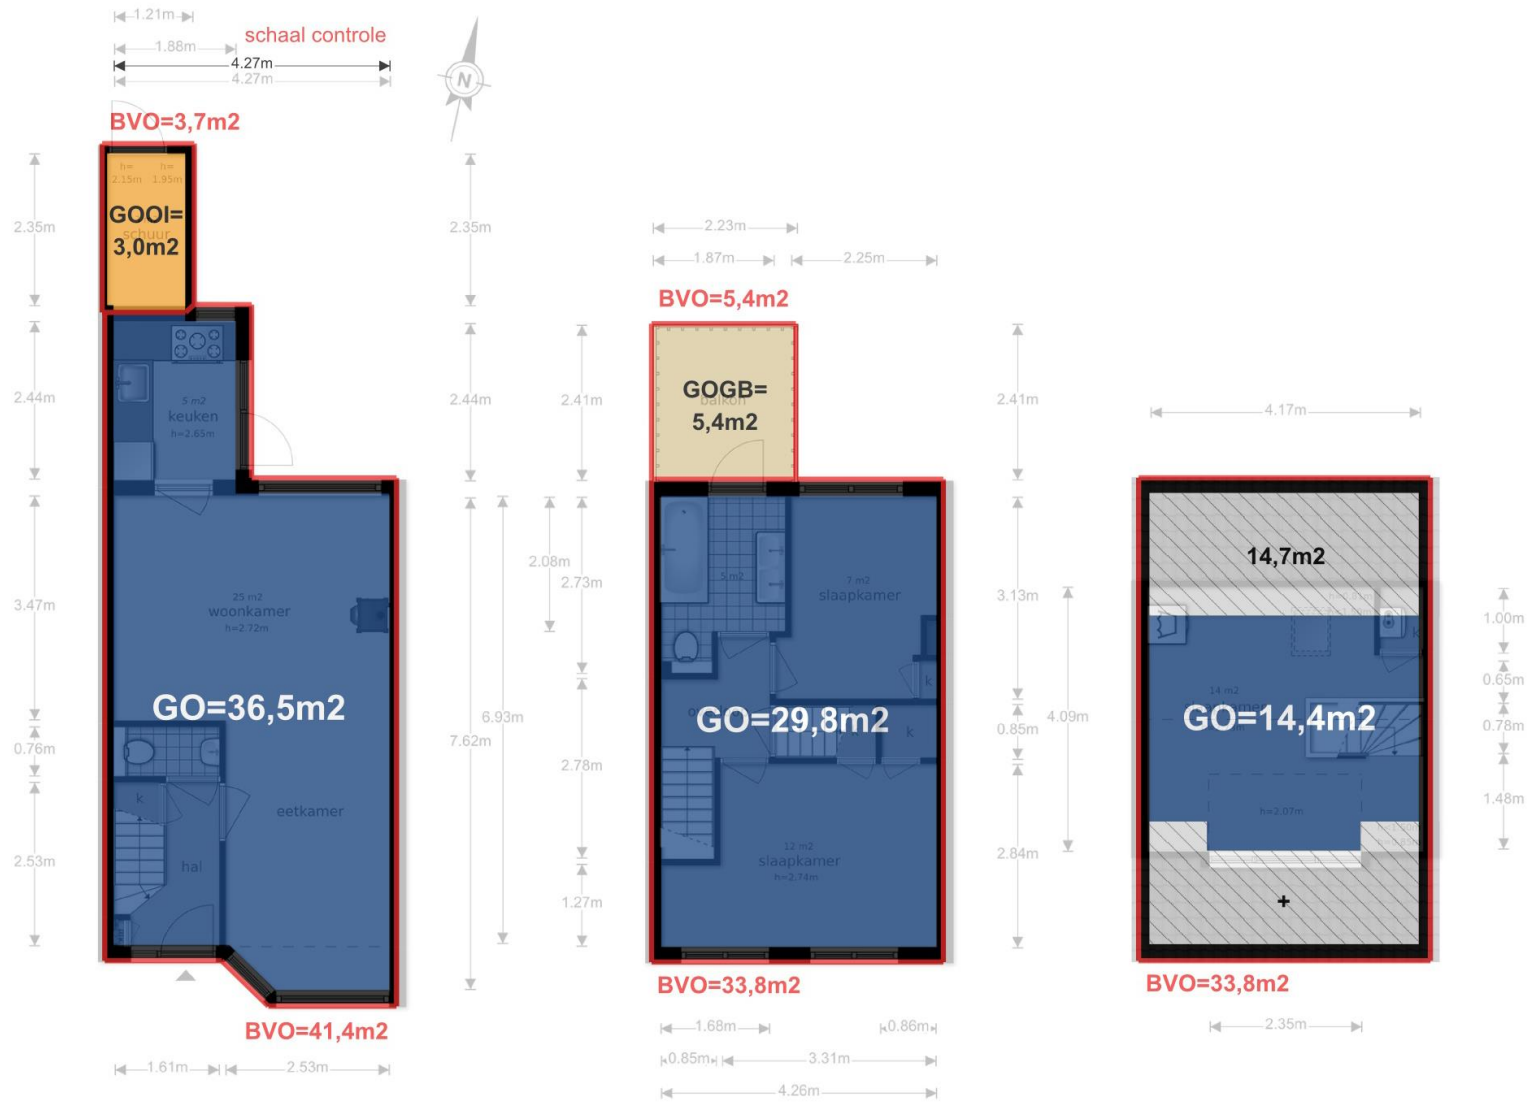 1.21m
schaal controle
1.88m
4.27m
4.27m
N
BVO=3,7m2
h=
2.15m
h=
1.95m
GOOI=
schuur
3,0m2
2.35m
2.35m
5 m2
keuken
h=2.65m
2.44m
2.44m
25 m2
woonkamer
h=2.72m
3.47m
GO=36,5m2
6.93m
7.62m
0.76m
k
eetkamer
hal
2.53m
BVO=41,4m2
1.61m
2.53m
2.23m
1.87m
2.25m
BVO=5,4m2
GOGB=
balkon
5,4m2
2.41m
2.41m
2.08m
2.73m
5 m2
7 m2
slaapkamer
3.13m
k
GO=29,8m2
k
0.85m
2.78m
12 m2
slaapkamer
h=2.74m
2.84m
1.27m
BVO=33,8m2
1.68m
0.86m
0.85m
3.31m
4.26m
4.17m
14,7m2
k
14 m2
GO=14,4m2
4.09m
h=2.07m
1.00m
0.65m
0.78m
1.48m
+
BVO=33,8m2
2.35m